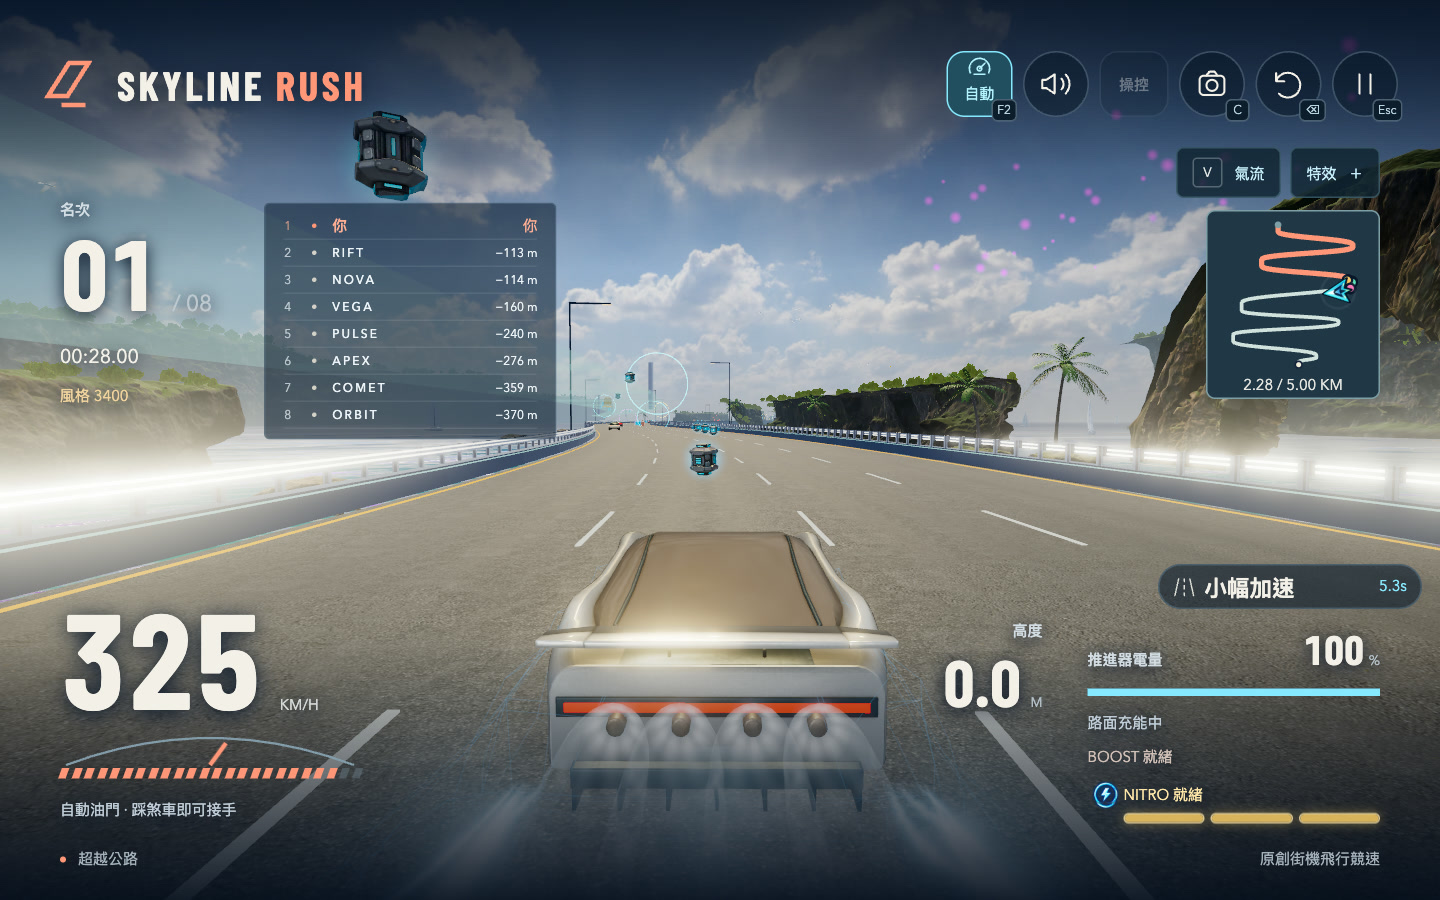 SKYLINE RUSH
自動
F2
操控
C
⌫
Esc
V 氣流
特效 +
名次
01 / 08
00:28.00
風格 3400
1 • 你 你
2 • RIFT −113 m
3 • NOVA −114 m
4 • VEGA −160 m
5 • PULSE −240 m
6 • APEX −276 m
7 • COMET −359 m
8 • ORBIT −370 m
2.28 / 5.00 KM
小幅加速 5.3s
325 KM/H
自動油門 · 踩煞車即可接手
• 超越公路
高度
0.0 M
推進器電量 100 %
路面充能中
BOOST 就緒
NITRO 就緒
原創街機飛行競速